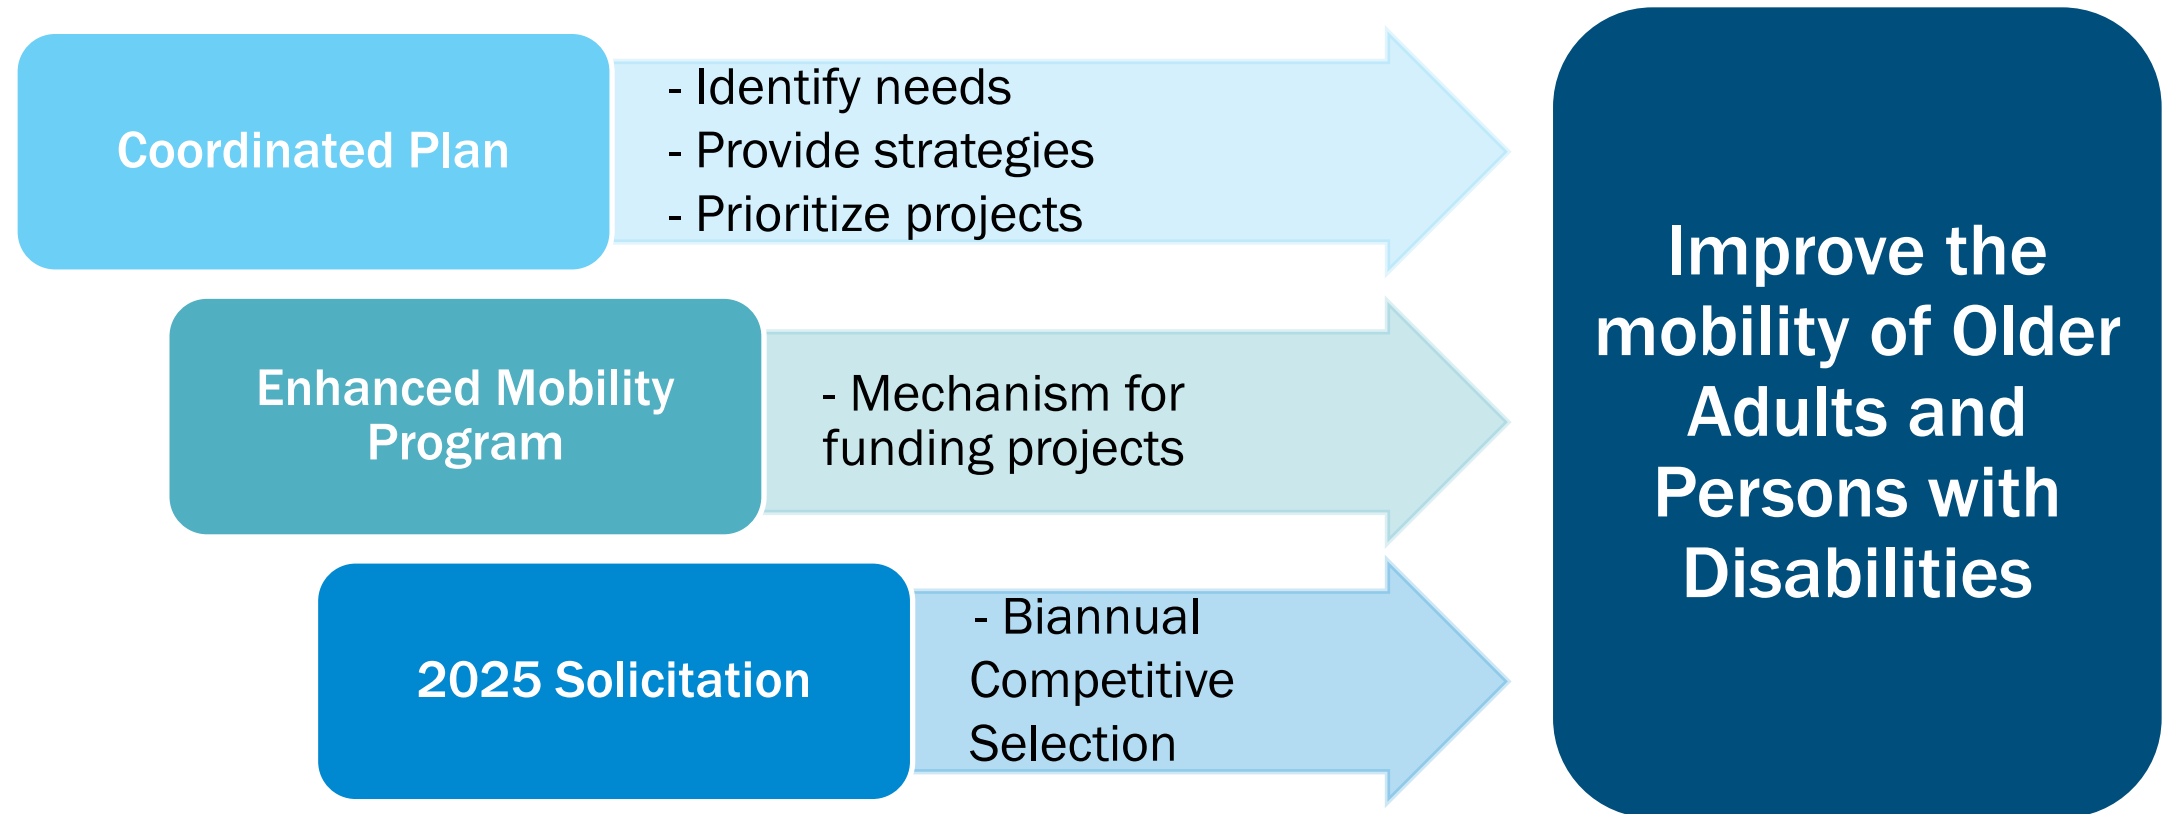 Coordinated Plan
- Identify needs
- Provide strategies
- Prioritize projects
Enhanced Mobility
Program
- Mechanism for
funding projects
2025 Solicitation
- Biannual
Competitive
Selection
Improve the
mobility of Older
Adults and
Persons with
Disabilities